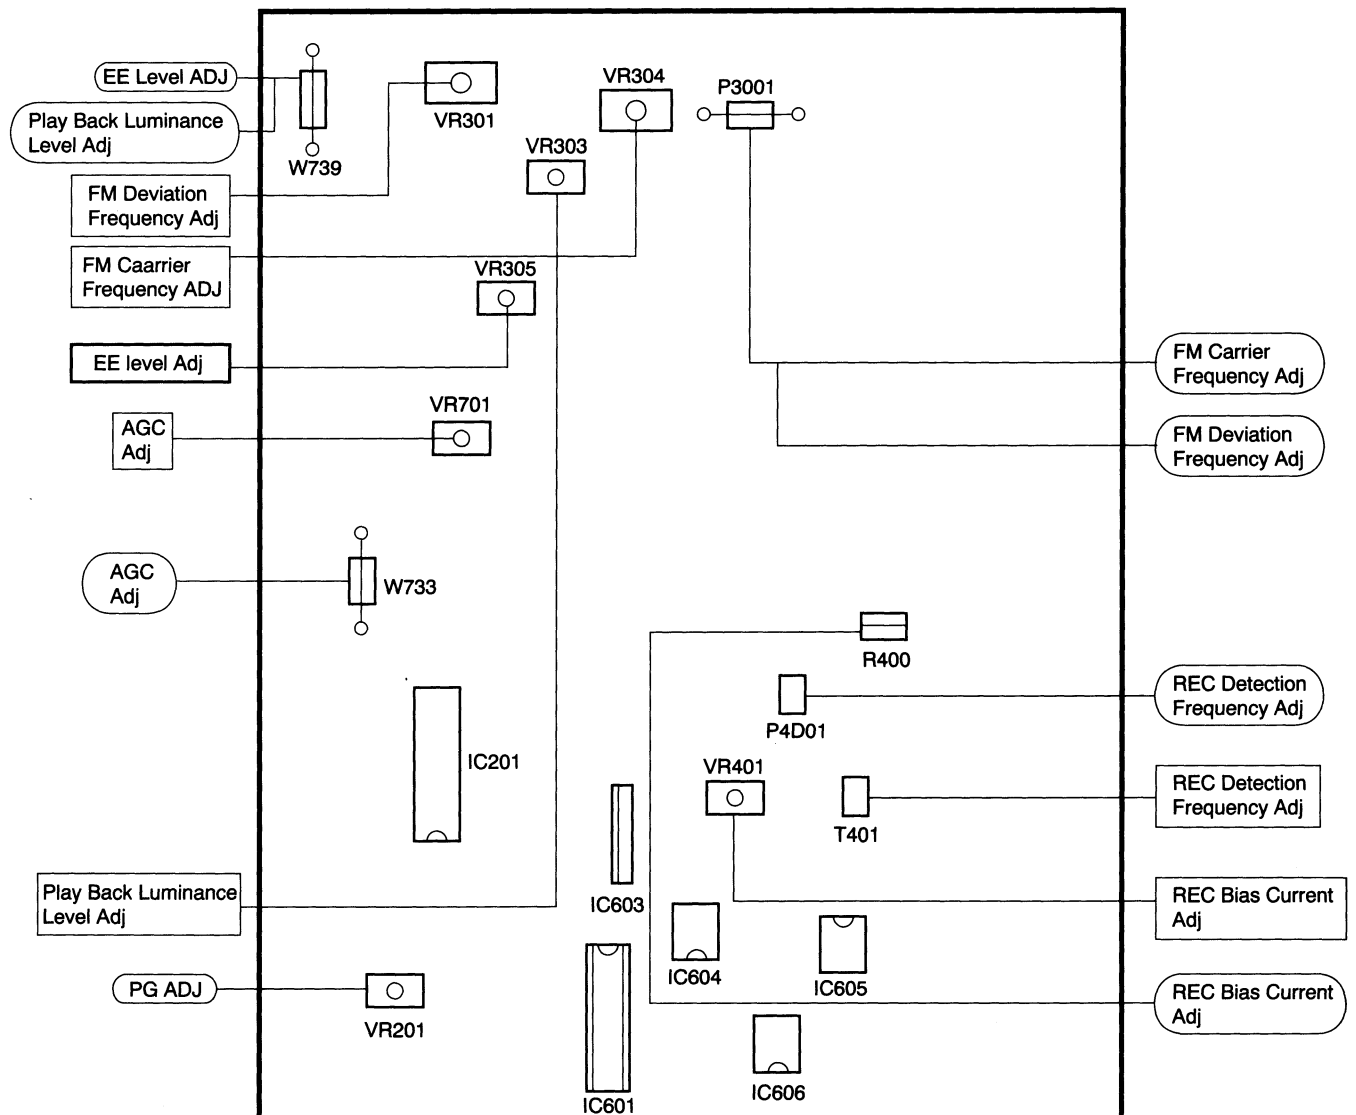 EE Level ADJ
Play Back Luminance
Level Adj
W739
VR301
VR304
P3001
VR303
FM Deviation
Frequency Adj
FM Caarrier
Frequency ADJ
VR305
EE level Adj
FM Carrier
Frequency Adj
VR701
AGC
Adj
FM Deviation
Frequency Adj
AGC
Adj
W733
R400
REC Detection
Frequency Adj
P4D01
IC201
VR401
REC Detection
Frequency Adj
T401
Play Back Luminance
Level Adj
IC603
REC Bias Current
Adj
IC604
IC605
PG ADJ
VR201
REC Bias Current
Adj
IC606
IC601